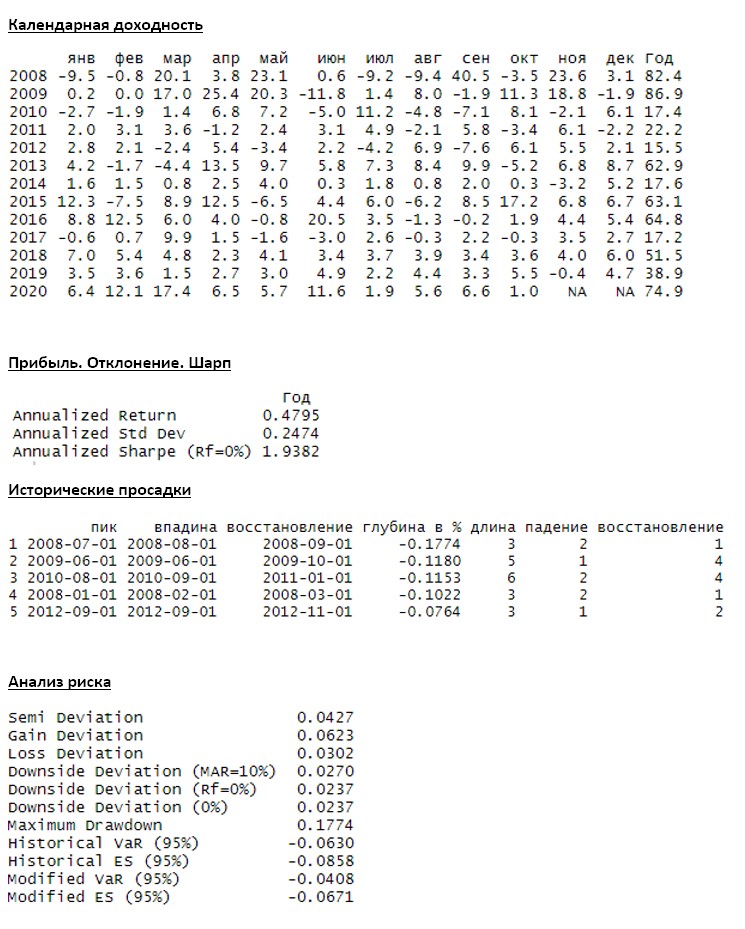 Календарная доходность
янв фев мар апр май июн июл авг сен окт ноя дек Год
2008 -9.5 -0.8 20.1 3.8 23.1 0.6 -9.2 -9.4 40.5 -3.5 23.6 3.1 82.4
2009 0.2 0.0 17.0 25.4 20.3 -11.8 1.4 8.0 -1.9 11.3 18.8 -1.9 86.9
2010 -2.7 -1.9 1.4 6.8 7.2 -5.0 11.2 -4.8 -7.1 8.1 -2.1 6.1 17.4
2011 2.0 3.1 3.6 -1.2 2.4 3.1 4.9 -2.1 5.8 -3.4 6.1 -2.2 22.2
2012 2.8 2.1 -2.4 5.4 -3.4 2.2 -4.2 6.9 -7.6 6.1 5.5 2.1 15.5
2013 4.2 -1.7 -4.4 13.5 9.7 5.8 7.3 8.4 9.9 -5.2 6.8 8.7 62.9
2014 1.6 1.5 0.8 2.5 4.0 0.3 1.8 0.8 2.0 0.3 -3.2 5.2 17.6
2015 12.3 -7.5 8.9 12.5 -6.5 4.4 6.0 -6.2 8.5 17.2 6.8 6.7 63.1
2016 8.8 12.5 6.0 4.0 -0.8 20.5 3.5 -1.3 -0.2 1.9 4.4 5.4 64.8
2017 -0.6 0.7 9.9 1.5 -1.6 -3.0 2.6 -0.3 2.2 -0.3 3.5 2.7 17.2
2018 7.0 5.4 4.8 2.3 4.1 3.4 3.7 3.9 3.4 3.6 4.0 6.0 51.5
2019 3.5 3.6 1.5 2.7 3.0 4.9 2.2 4.4 3.3 5.5 -0.4 4.7 38.9
2020 6.4 12.1 17.4 6.5 5.7 11.6 1.9 5.6 6.6 1.0 NA NA 74.9
Прибыль. Отклонение. Шарп
Год
Annualized Return 0.4795
Annualized Std Dev 0.2474
Annualized Sharpe (Rf=0%) 1.9382
Исторические просадки
пик впадина восстановление глубина в % длина падение восстановление
1 2008-07-01 2008-08-01 2008-09-01 -0.1774 3 2 1
2 2009-06-01 2009-06-01 2009-10-01 -0.1180 5 1 4
3 2010-08-01 2010-09-01 2011-01-01 -0.1153 6 2 4
4 2008-01-01 2008-02-01 2008-03-01 -0.1022 3 2 1
5 2012-09-01 2012-09-01 2012-11-01 -0.0764 3 1 2
Анализ риска
Semi Deviation 0.0427
Gain Deviation 0.0623
Loss Deviation 0.0302
Downside Deviation (MAR=10%) 0.0270
Downside Deviation (Rf=0%) 0.0237
Downside Deviation (0%) 0.0237
Maximum Drawdown 0.1774
Historical VaR (95%) -0.0630
Historical ES (95%) -0.0858
Modified VaR (95%) -0.0408
Modified ES (95%) -0.0671